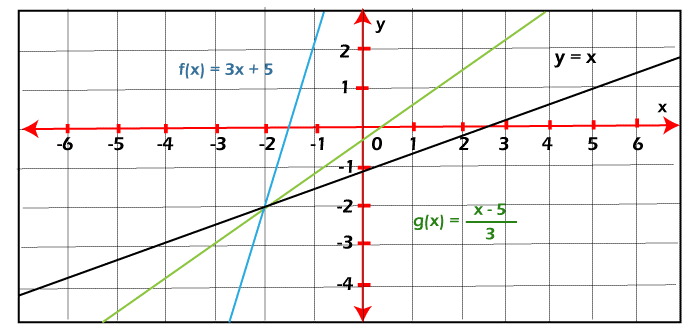 y
2
f(x) = 3x + 5
y = x
1
x
-6 -5 -4 -3 -2 -1 0 1 2 3 4 5 6
-1
-2
g(x) = x - 5
3
-3
-4